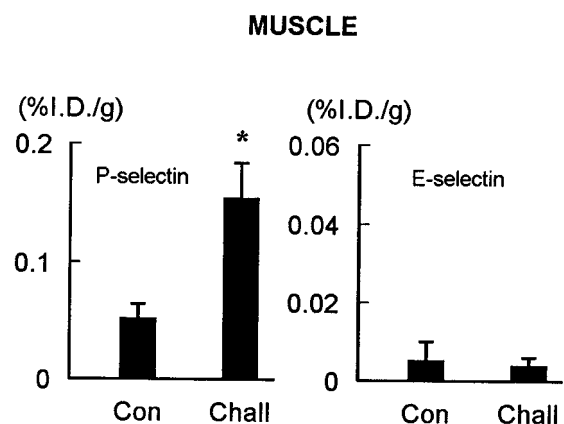 MUSCLE
(%I.D./g)
0.2
0.1
0
P-selectin
*
Con Chall
(%I.D./g)
0.06
0.04
0.02
0
E-selectin
Con Chall